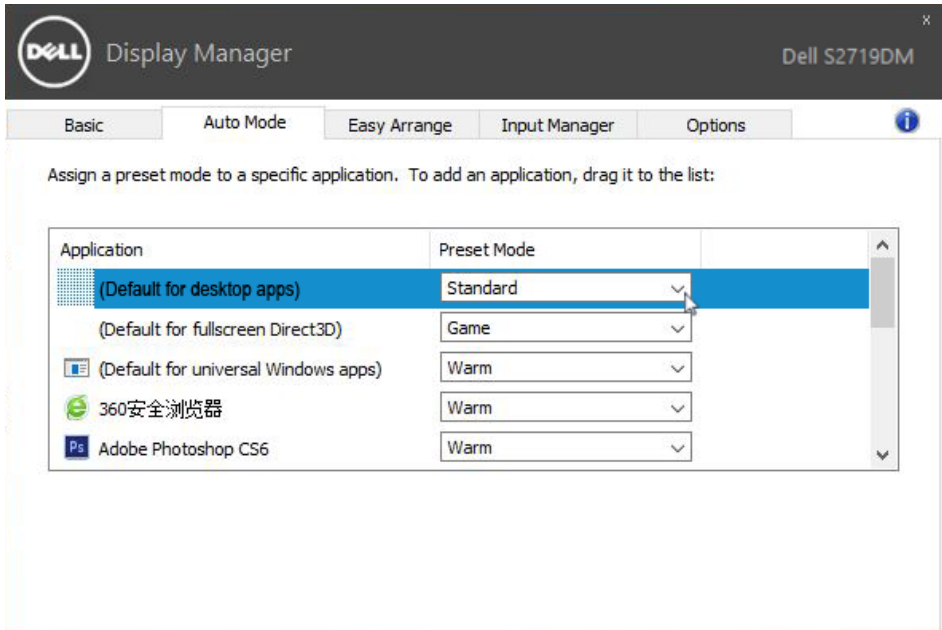 DELL Display Manager
x
Dell S2719DM
Basic Auto Mode Easy Arrange Input Manager Options
i
Assign a preset mode to a specific application. To add an application, drag it to the list:
Application Preset Mode
(Default for desktop apps) Standard
(Default for fullscreen Direct3D) Game
(Default for universal Windows apps) Warm
360安全浏览器 Warm
Ps Adobe Photoshop CS6 Warm